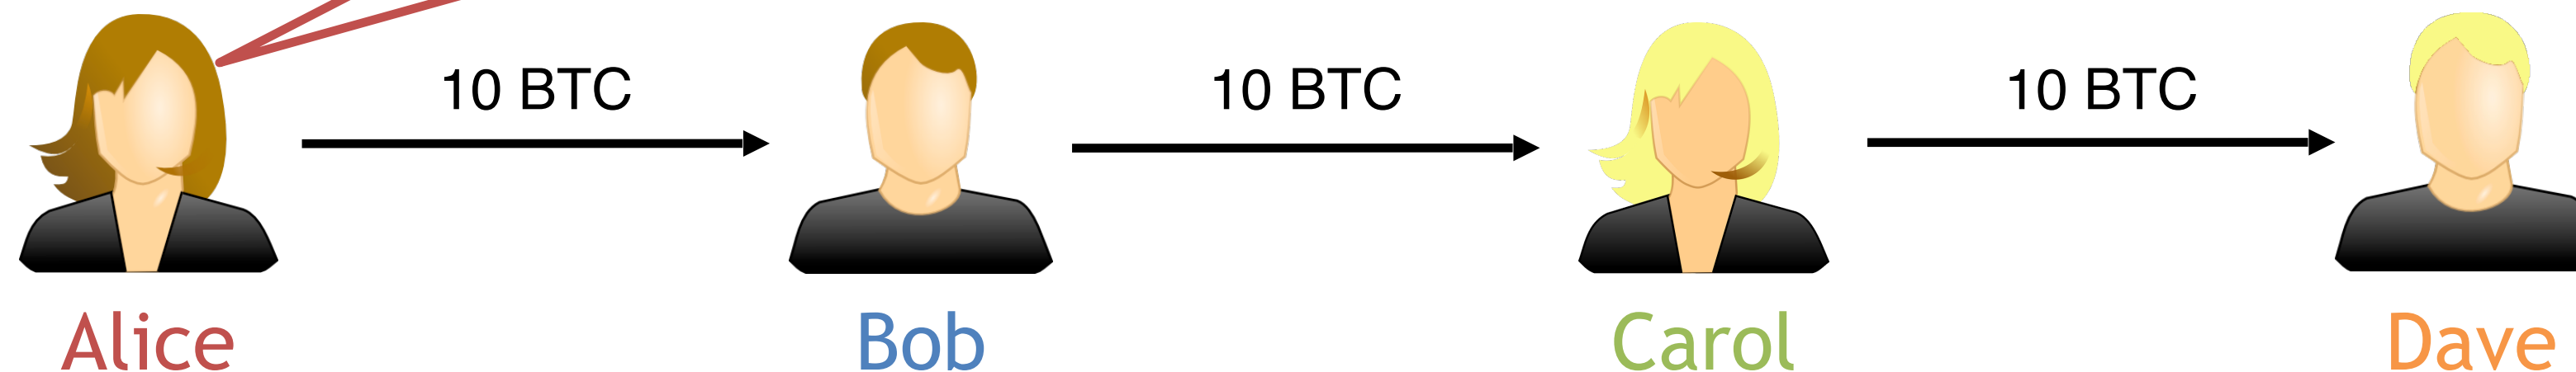 10 BTC 10 BTC 10 BTC
Alice Bob Carol Dave